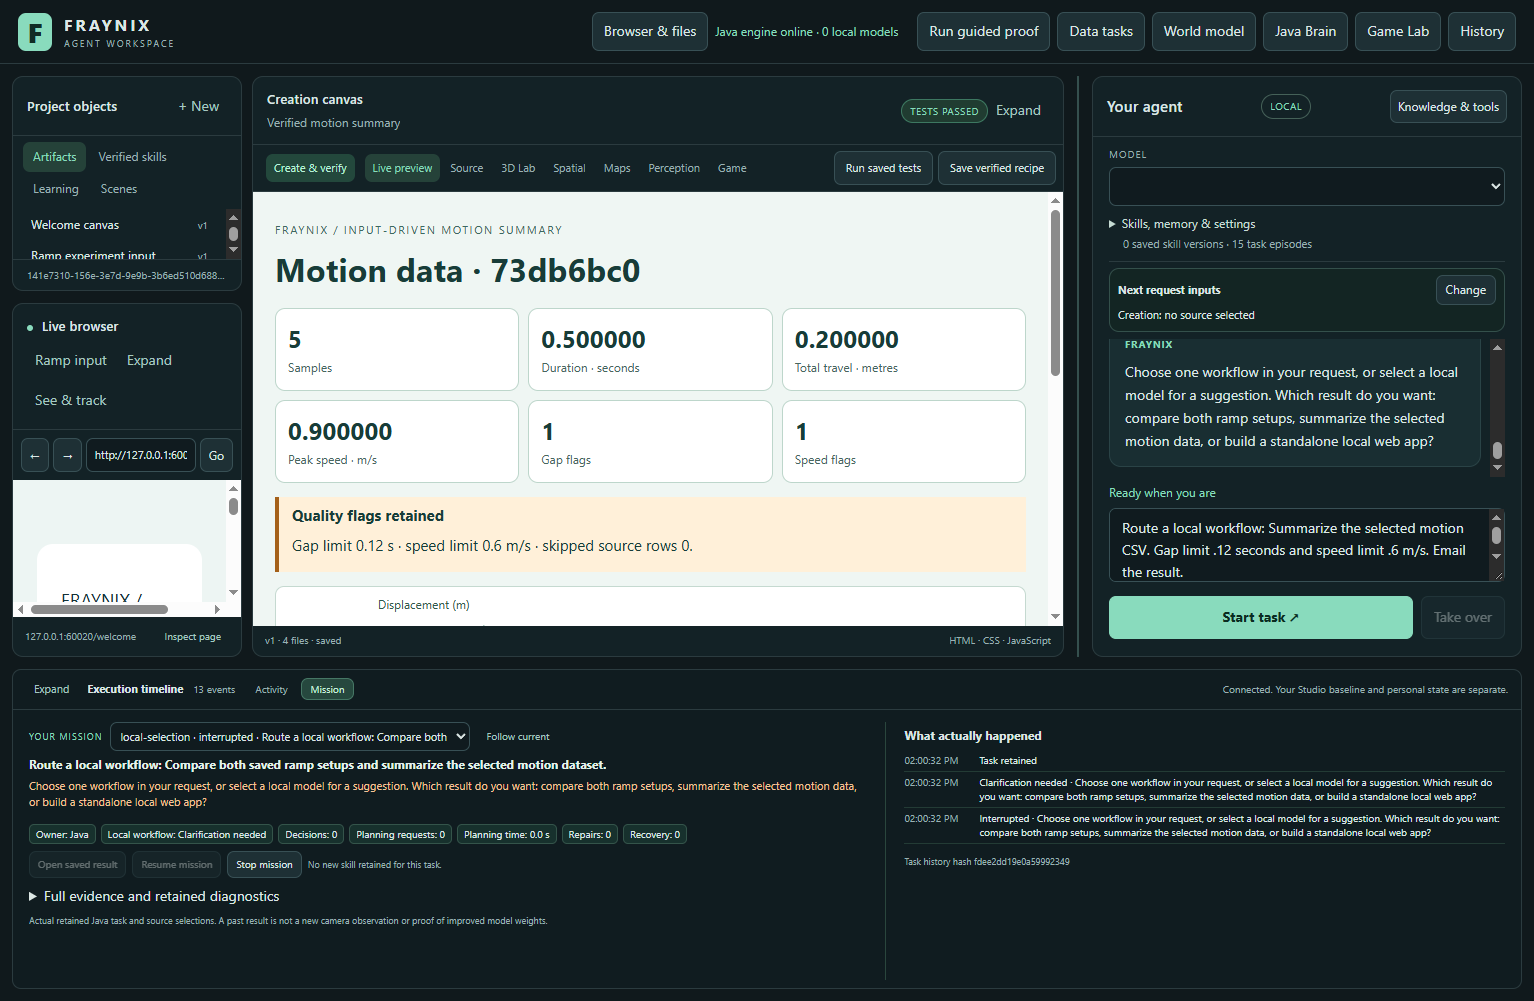 F
FRAYNIX
AGENT WORKSPACE
Browser & files
Java engine online · 0 local models
Run guided proof
Data tasks
World model
Java Brain
Game Lab
History
Project objects
+ New
Artifacts
Verified skills
Learning
Scenes
Welcome canvas
v1
Ramp experiment input
v1
141e7310-156e-3e7d-9e9b-3b6ed510d688...
Live browser
Ramp input
Expand
See & track
←
→
http://127.0.0.1:600
Go
FRAYNIX /
127.0.0.1:60020/welcome
Inspect page
Creation canvas
Verified motion summary
TESTS PASSED
Expand
Create & verify
Live preview
Source
3D Lab
Spatial
Maps
Perception
Game
Run saved tests
Save verified recipe
FRAYNIX / INPUT-DRIVEN MOTION SUMMARY
Motion data · 73db6bc0
5
Samples
0.500000
Duration · seconds
0.200000
Total travel · metres
0.900000
Peak speed · m/s
1
Gap flags
1
Speed flags
Quality flags retained
Gap limit 0.12 s · speed limit 0.6 m/s · skipped source rows 0.
Displacement (m)
v1 · 4 files · saved
HTML · CSS · JavaScript
Your agent
LOCAL
Knowledge & tools
MODEL
Skills, memory & settings
0 saved skill versions · 15 task episodes
Next request inputs
Change
Creation: no source selected
FRAYNIX
Choose one workflow in your request, or select a local
model for a suggestion. Which result do you want:
compare both ramp setups, summarize the selected
motion data, or build a standalone local web app?
Ready when you are
Route a local workflow: Summarize the selected motion
CSV. Gap limit .12 seconds and speed limit .6 m/s. Email
the result.
Start task ↗
Take over
Expand
Execution timeline
13 events
Activity
Mission
Connected. Your Studio baseline and personal state are separate.
YOUR MISSION
local-selection · interrupted · Route a local workflow: Compare both
Follow current
Route a local workflow: Compare both saved ramp setups and summarize the selected motion dataset.
Choose one workflow in your request, or select a local model for a suggestion. Which result do you want: compare both ramp setups, summarize the selected motion data,
or build a standalone local web app?
Owner: Java
Local workflow: Clarification needed
Decisions: 0
Planning requests: 0
Planning time: 0.0 s
Repairs: 0
Recovery: 0
Open saved result
Resume mission
Stop mission
No new skill retained for this task.
Full evidence and retained diagnostics
Actual retained Java task and source selections. A past result is not a new camera observation or proof of improved model weights.
What actually happened
02:00:32 PM
Task retained
02:00:32 PM
Clarification needed · Choose one workflow in your request, or select a local model for a suggestion. Which result do
you want: compare both ramp setups, summarize the selected motion data, or build a standalone local web app?
02:00:32 PM
Interrupted · Choose one workflow in your request, or select a local model for a suggestion. Which result do you want:
compare both ramp setups, summarize the selected motion data, or build a standalone local web app?
Task history hash fdee2dd19e0a59992349